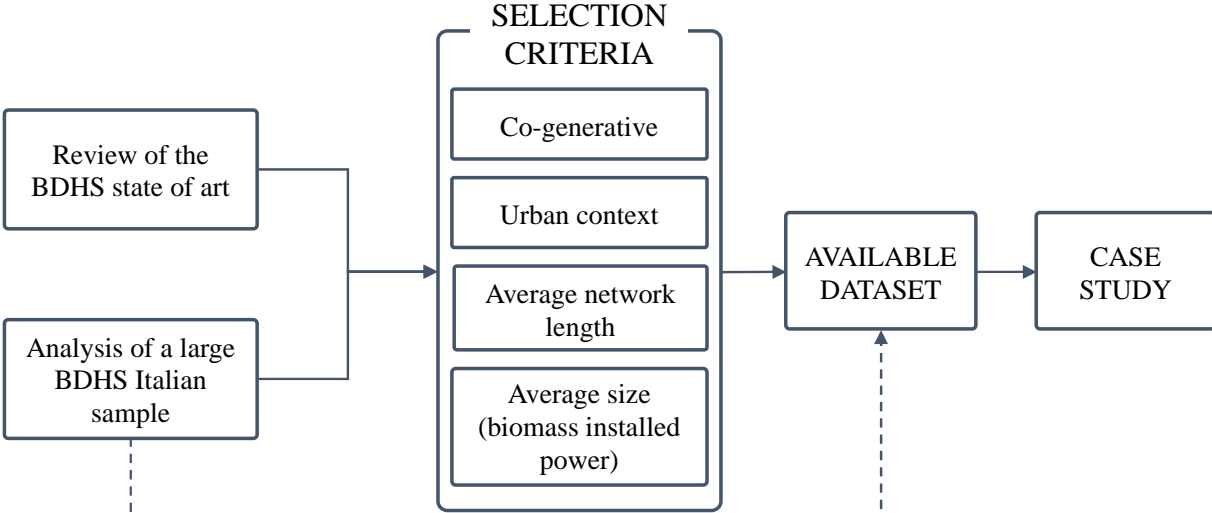 Review of the
BDHS state of art
Analysis of a large
BDHS Italian
sample
SELECTION
CRITERIA
Co-generative
Urban context
Average network
length
Average size
(biomass installed
power)
AVAILABLE
DATASET
CASE
STUDY